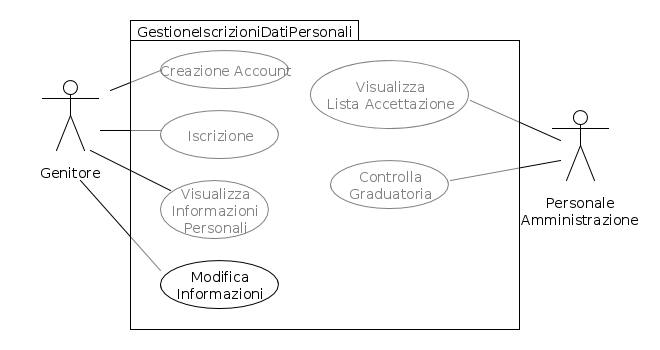 GestioneIscrizioniDatiPersonali
Creazione Account
Visualizza
Lista Accettazione
Iscrizione
Genitore
Controlla
Graduatoria
Visualizza
Informazioni
Personali
Personale
Amministrazione
Modifica
Informazioni